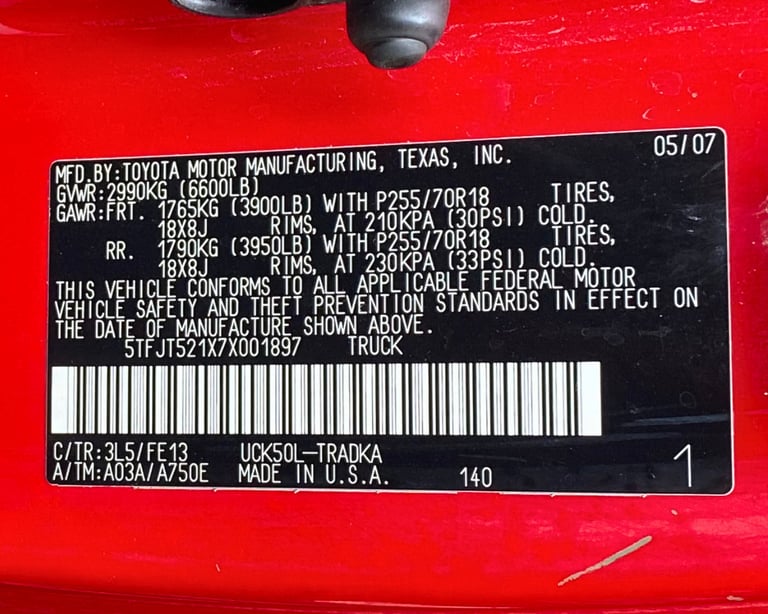 MFD.BY:TOYOTA MOTOR MANUFACTURING, TEXAS, INC. 05/07
GVWR:2990KG (6600LB)
GAWR:FRT. 1765KG (3900LB) WITH P255/70R18 TIRES,
18X8J RIMS, AT 210KPA (30PSI) COLD.
RR. 1790KG (3950LB) WITH P255/70R18 TIRES,
18X8J RIMS, AT 230KPA (33PSI) COLD.
THIS VEHICLE CONFORMS TO ALL APPLICABLE FEDERAL MOTOR
VEHICLE SAFETY AND THEFT PREVENTION STANDARDS IN EFFECT ON
THE DATE OF MANUFACTURE SHOWN ABOVE.
5TFJT521X7X001897 TRUCK
C/TR:3L5/FE13 UCK50L-TRADKA
A/TM:A03A/A750E MADE IN U.S.A. 140 1